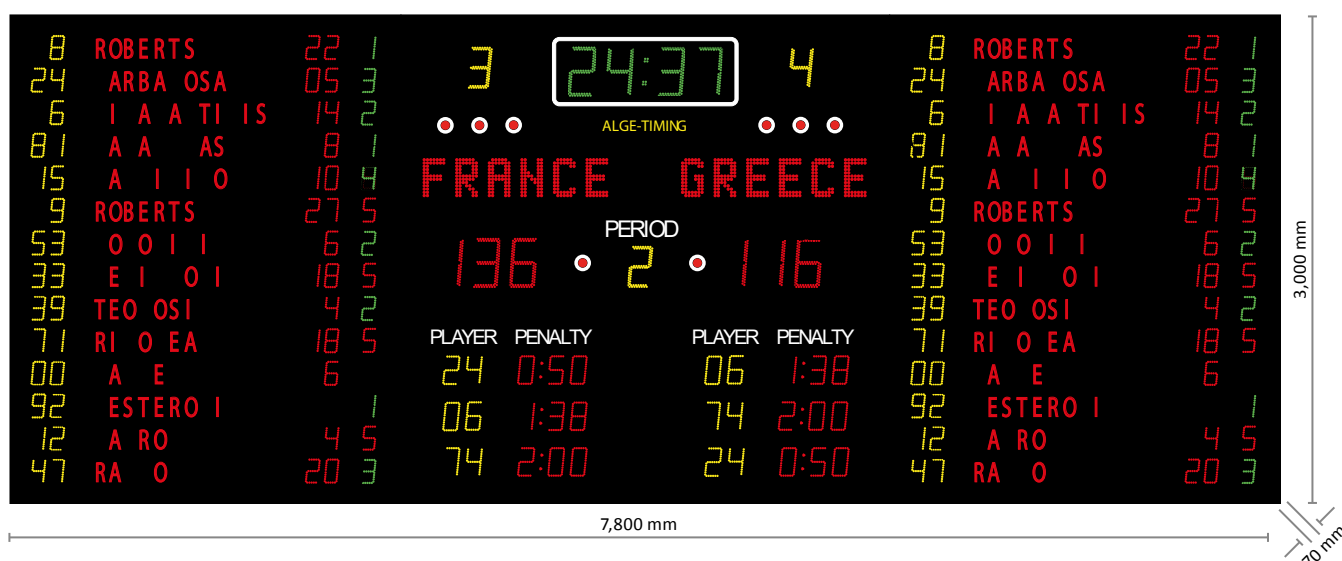 8 ROBERTS 22 1
24 ARBA OSA 05 3
6 I A A TI IS 14 2
81 A A AS 8 1
15 A I I O 10 4
9 ROBERTS 27 5
53 O O I I 6 2
33 E I O I 18 5
39 TEO OSI 4 2
71 RI O EA 18 5
00 A E 6
92 ESTERO I 1
12 A RO 4 5
47 RA O 20 3
3 24:37 4
ALGE-TIMING
FRANCE GREECE
PERIOD
136 2 116
PLAYER PENALTY PLAYER PENALTY
24 0:50 06 1:38
06 1:38 74 2:00
74 2:00 24 0:50
8 ROBERTS 22 1
24 ARBA OSA 05 3
6 I A A TI IS 14 2
81 A A AS 8 1
15 A I I O 10 4
9 ROBERTS 27 5
53 O O I I 6 2
33 E I O I 18 5
39 TEO OSI 4 2
71 RI O EA 18 5
00 A E 6
92 ESTERO I 1
12 A RO 4 5
47 RA O 20 3
3,000 mm
7,800 mm
70 mm